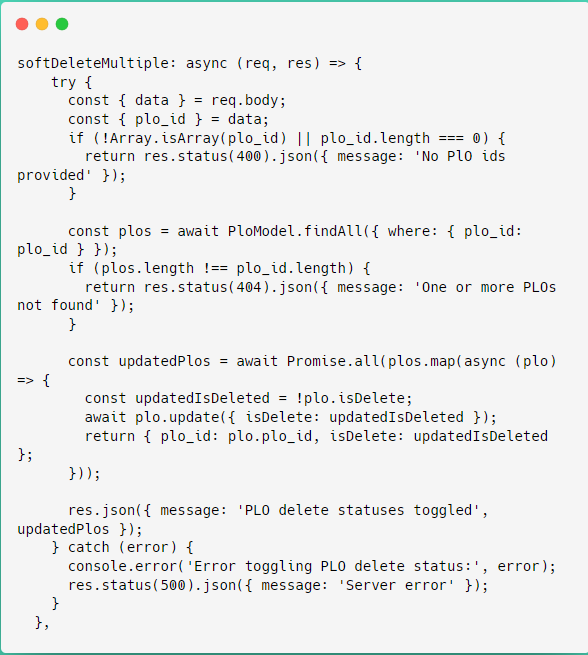 softDeleteMultiple: async (req, res) => {
    try {
      const { data } = req.body;
      const { plo_id } = data;
      if (!Array.isArray(plo_id) || plo_id.length === 0) {
        return res.status(400).json({ message: 'No PlO ids
provided' });
      }

      const plos = await PloModel.findAll({ where: { plo_id:
plo_id } });
      if (plos.length !== plo_id.length) {
        return res.status(404).json({ message: 'One or more PLOs
not found' });
      }

      const updatedPlos = await Promise.all(plos.map(async (plo)
=> {
        const updatedIsDeleted = !plo.isDelete;
        await plo.update({ isDelete: updatedIsDeleted });
        return { plo_id: plo.plo_id, isDelete: updatedIsDeleted
};
      }));

      res.json({ message: 'PLO delete statuses toggled',
updatedPlos });
    } catch (error) {
      console.error('Error toggling PLO delete status:', error);
      res.status(500).json({ message: 'Server error' });
    }
  },